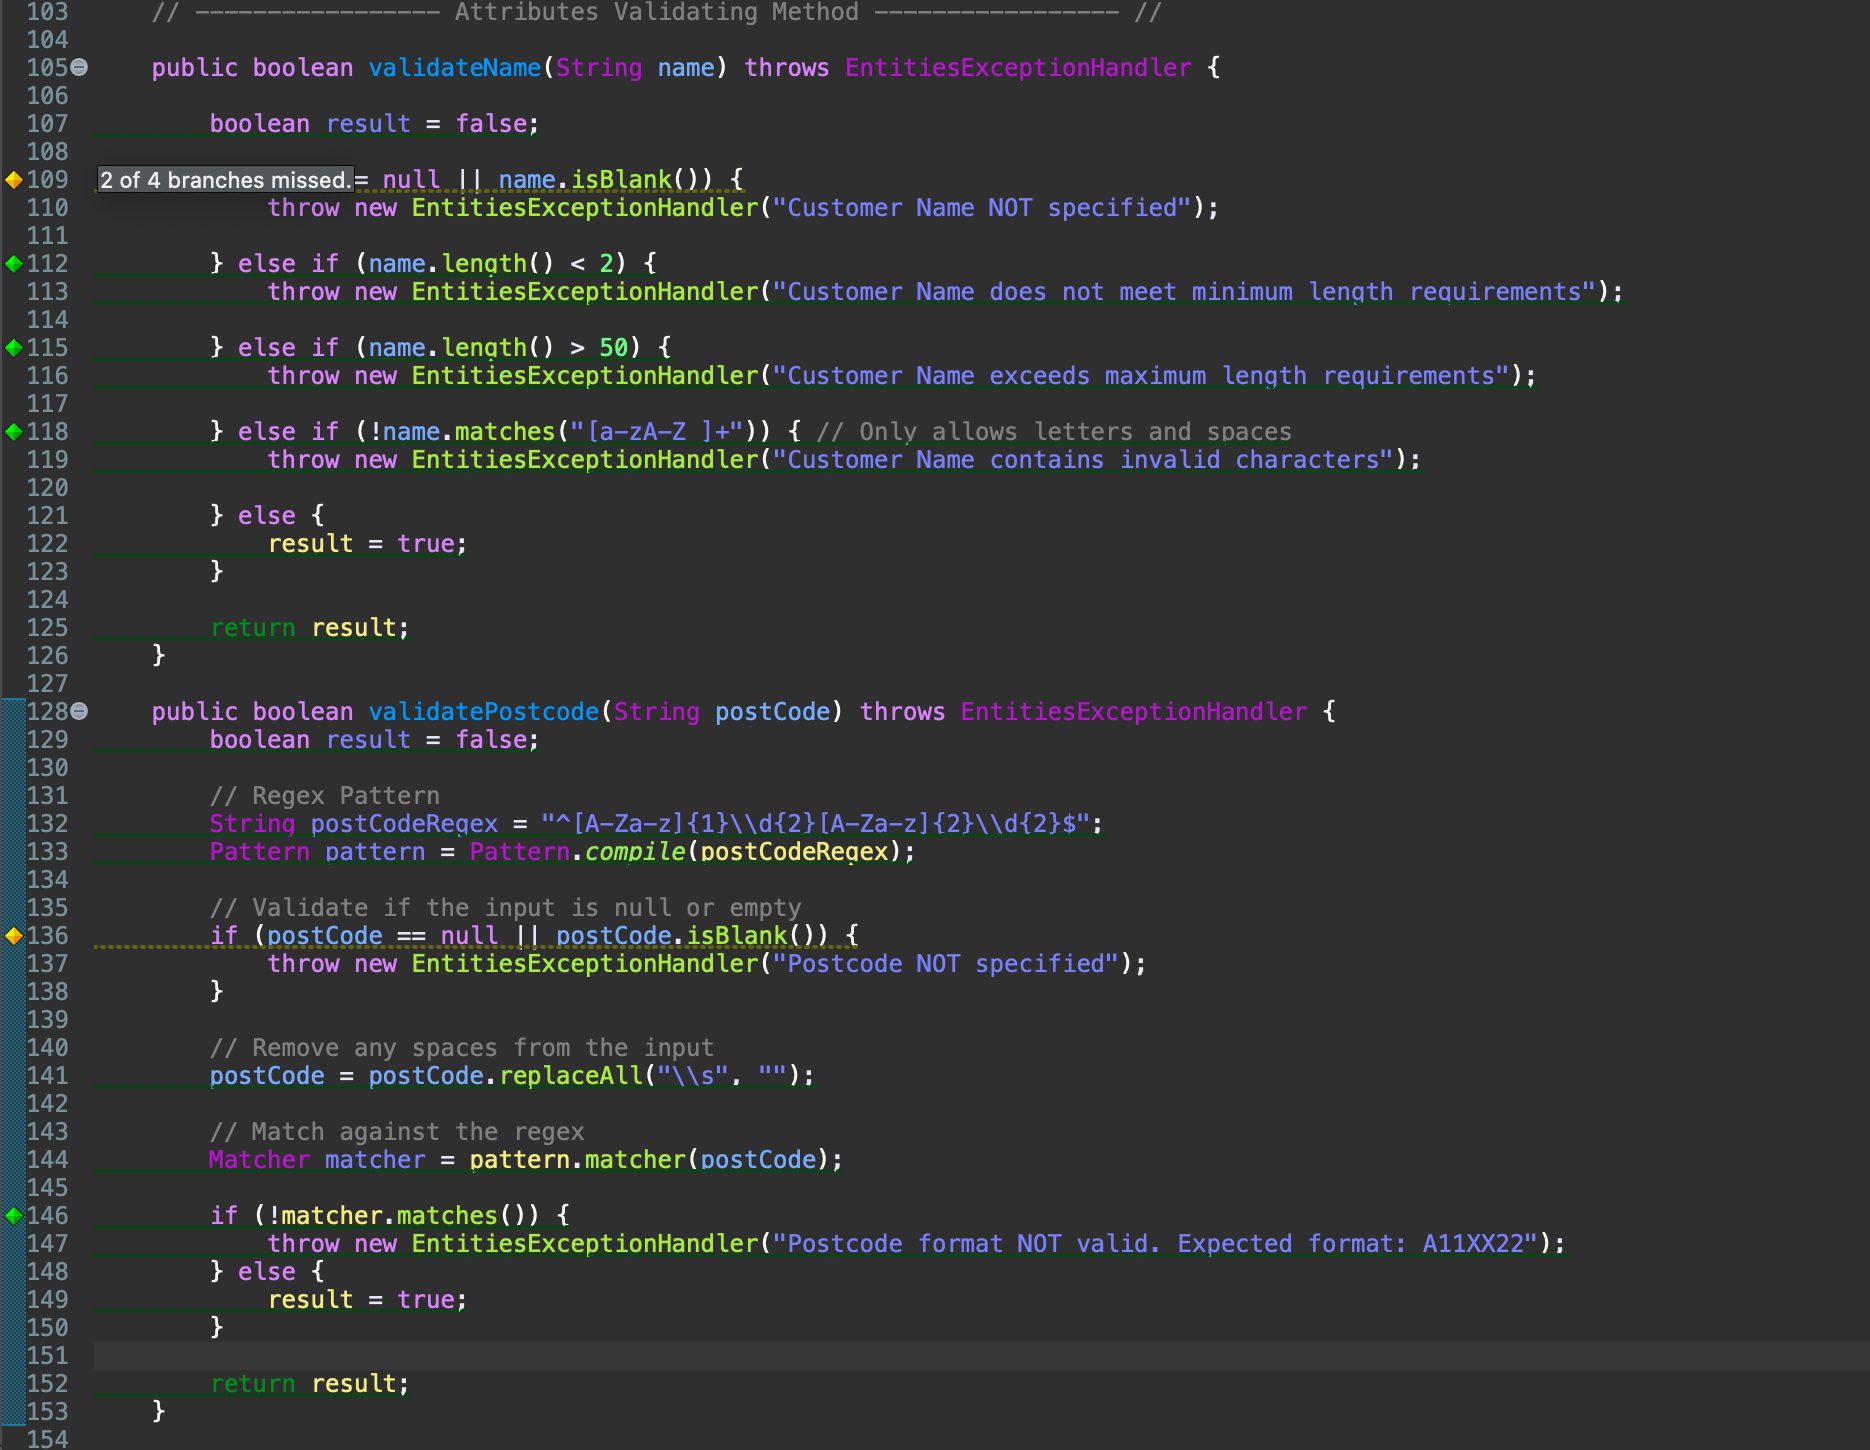 103 // ----------------- Attributes Validating Method ----------------- //
104
105 public boolean validateName(String name) throws EntitiesExceptionHandler {
106
107 boolean result = false;
108
109 2 of 4 branches missed. = null || name.isBlank()) {
110 throw new EntitiesExceptionHandler("Customer Name NOT specified");
111
112 } else if (name.length() < 2) {
113 throw new EntitiesExceptionHandler("Customer Name does not meet minimum length requirements");
114
115 } else if (name.length() > 50) {
116 throw new EntitiesExceptionHandler("Customer Name exceeds maximum length requirements");
117
118 } else if (!name.matches("[a-zA-Z ]+")) { // Only allows letters and spaces
119 throw new EntitiesExceptionHandler("Customer Name contains invalid characters");
120
121 } else {
122 result = true;
123 }
124
125 return result;
126 }
127
128 public boolean validatePostcode(String postCode) throws EntitiesExceptionHandler {
129 boolean result = false;
130
131 // Regex Pattern
132 String postCodeRegex = "^[A-Za-z]{1}\\d{2}[A-Za-z]{2}\\d{2}$";
133 Pattern pattern = Pattern.compile(postCodeRegex);
134
135 // Validate if the input is null or empty
136 if (postCode == null || postCode.isBlank()) {
137 throw new EntitiesExceptionHandler("Postcode NOT specified");
138 }
139
140 // Remove any spaces from the input
141 postCode = postCode.replaceAll("\\s", "");
142
143 // Match against the regex
144 Matcher matcher = pattern.matcher(postCode);
145
146 if (!matcher.matches()) {
147 throw new EntitiesExceptionHandler("Postcode format NOT valid. Expected format: A11XX22");
148 } else {
149 result = true;
150 }
151
152 return result;
153 }
154